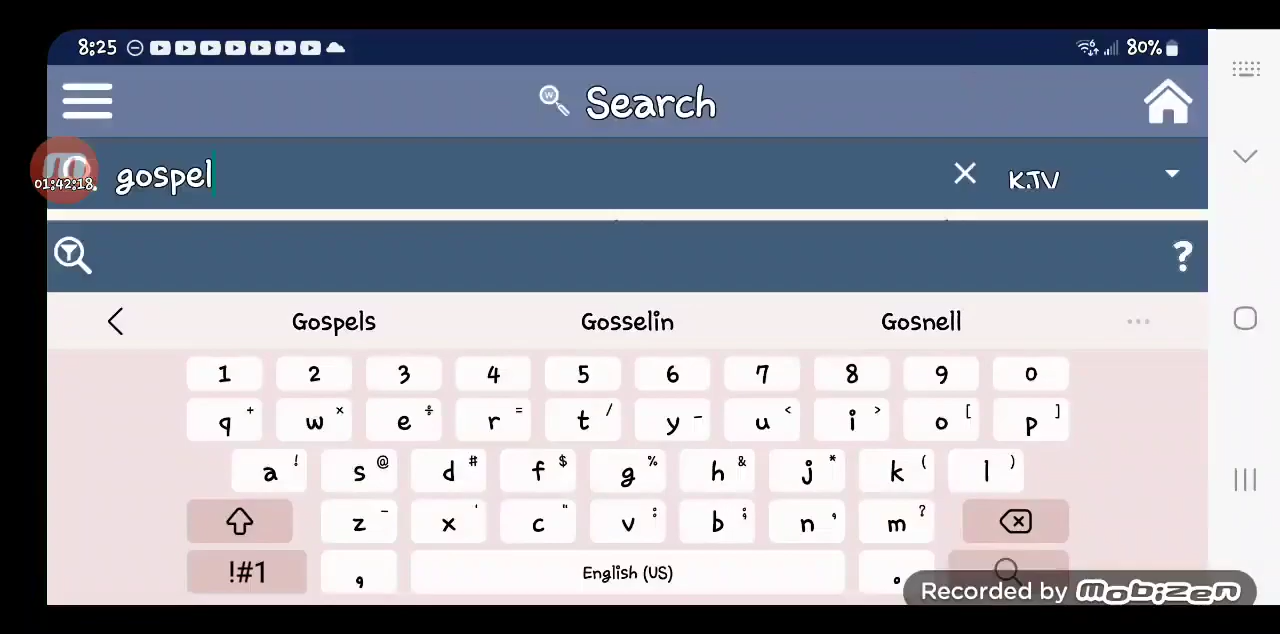 8:25 80%
Search
01:42:18
gospel KJV
?
Gospels Gosselin Gosnell ...
1 2 3 4 5 6 7 8 9 0
q + w × e ÷ r = t / y - u < i > o [ p ]
a ! s @ d # f $ g % h & j * k ( l )
z - x ' c " v : b ; n , m ?
!#1 , English (US) .
Recorded by Mobizen